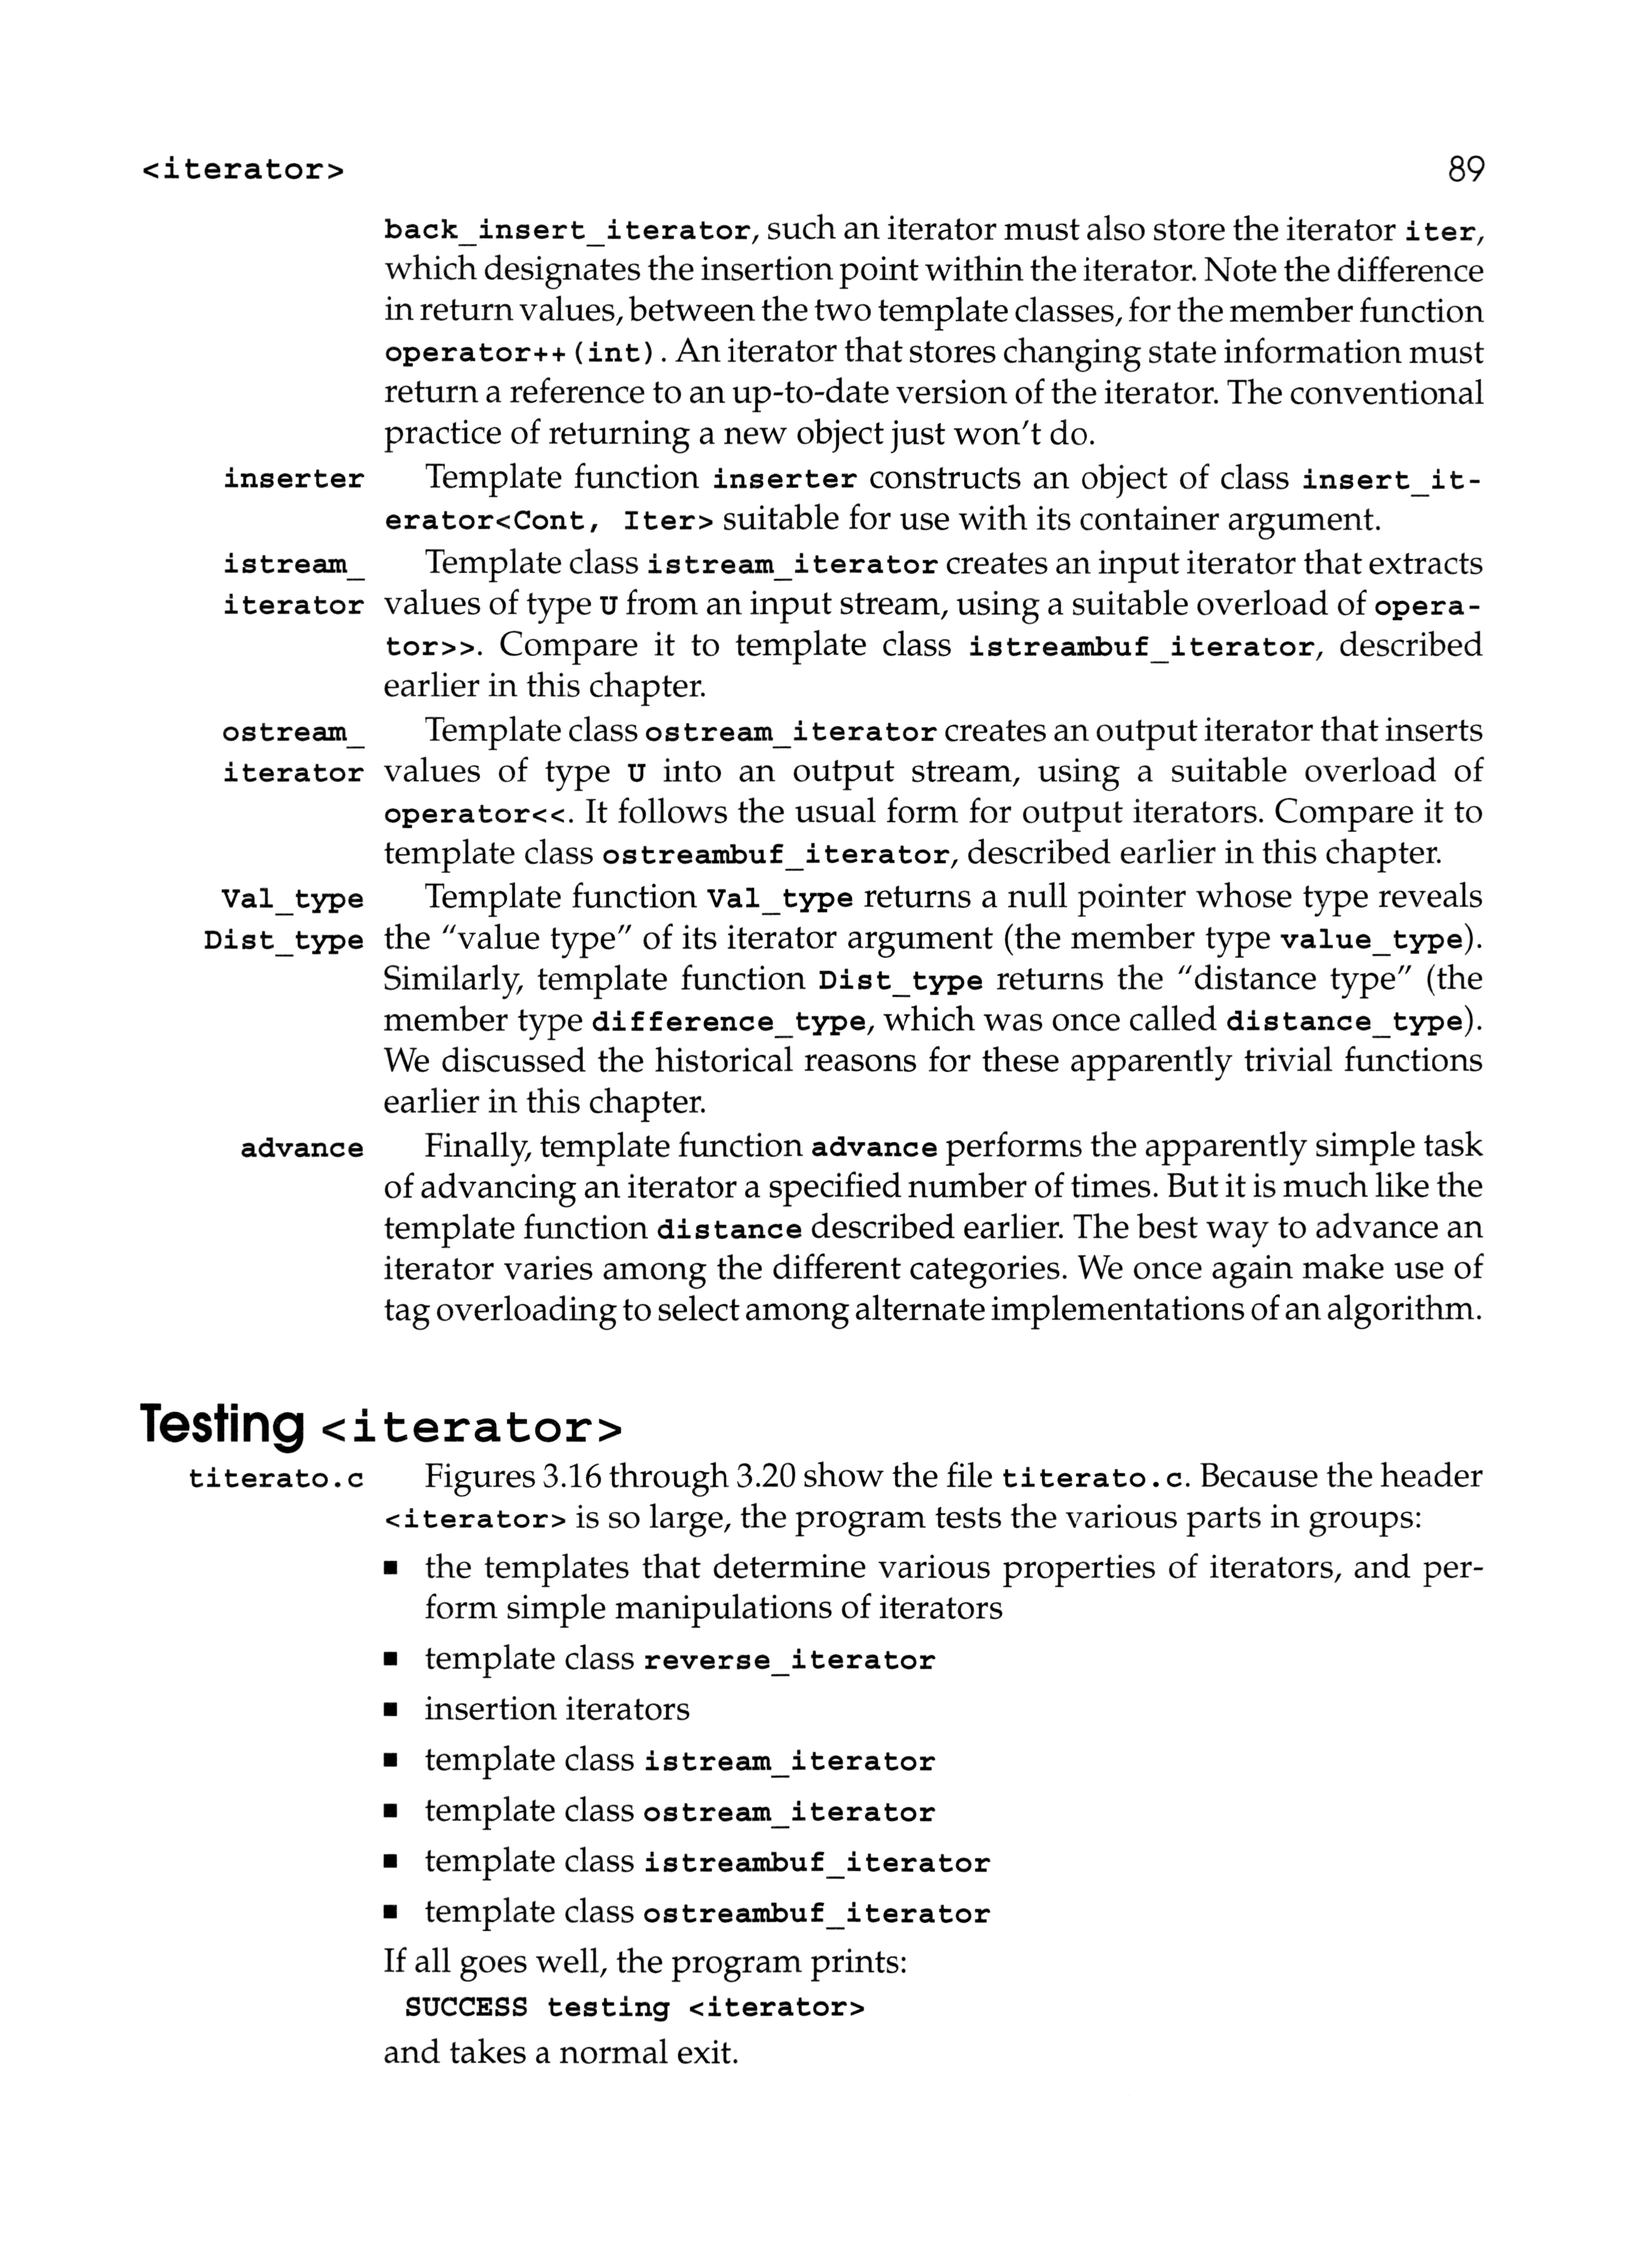 <iterator> 89
back_insert_iterator, such an iterator must also store the iterator iter,
which designates the insertion point within the iterator. Note the difference
in return values, between the two template classes, for the member function
operator++(int). An iterator that stores changing state information must
return a reference to an up-to-date version of the iterator. The conventional
practice of returning a new object just won't do.
inserter Template function inserter constructs an object of class insert_it-
erator<Cont, Iter> suitable for use with its container argument.
istream_ Template class istream_iterator creates an input iterator that extracts
iterator values of type U from an input stream, using a suitable overload of opera-
tor>>. Compare it to template class istreambuf_iterator, described
earlier in this chapter.
ostream_ Template class ostream_iterator creates an output iterator that inserts
iterator values of type U into an output stream, using a suitable overload of
operator<<. It follows the usual form for output iterators. Compare it to
template class ostreambuf_iterator, described earlier in this chapter.
Val_type Template function Val_type returns a null pointer whose type reveals
Dist_type the "value type" of its iterator argument (the member type value_type).
Similarly, template function Dist_type returns the "distance type" (the
member type difference_type, which was once called distance_type).
We discussed the historical reasons for these apparently trivial functions
earlier in this chapter.
advance Finally, template function advance performs the apparently simple task
of advancing an iterator a specified number of times. But it is much like the
template function distance described earlier. The best way to advance an
iterator varies among the different categories. We once again make use of
tag overloading to select among alternate implementations of an algorithm.
Testing <iterator>
titerato.c Figures 3.16 through 3.20 show the file titerato.c. Because the header
<iterator> is so large, the program tests the various parts in groups:
■ the templates that determine various properties of iterators, and per-
form simple manipulations of iterators
■ template class reverse_iterator
■ insertion iterators
■ template class istream_iterator
■ template class ostream_iterator
■ template class istreambuf_iterator
■ template class ostreambuf_iterator
If all goes well, the program prints:
SUCCESS testing <iterator>
and takes a normal exit.